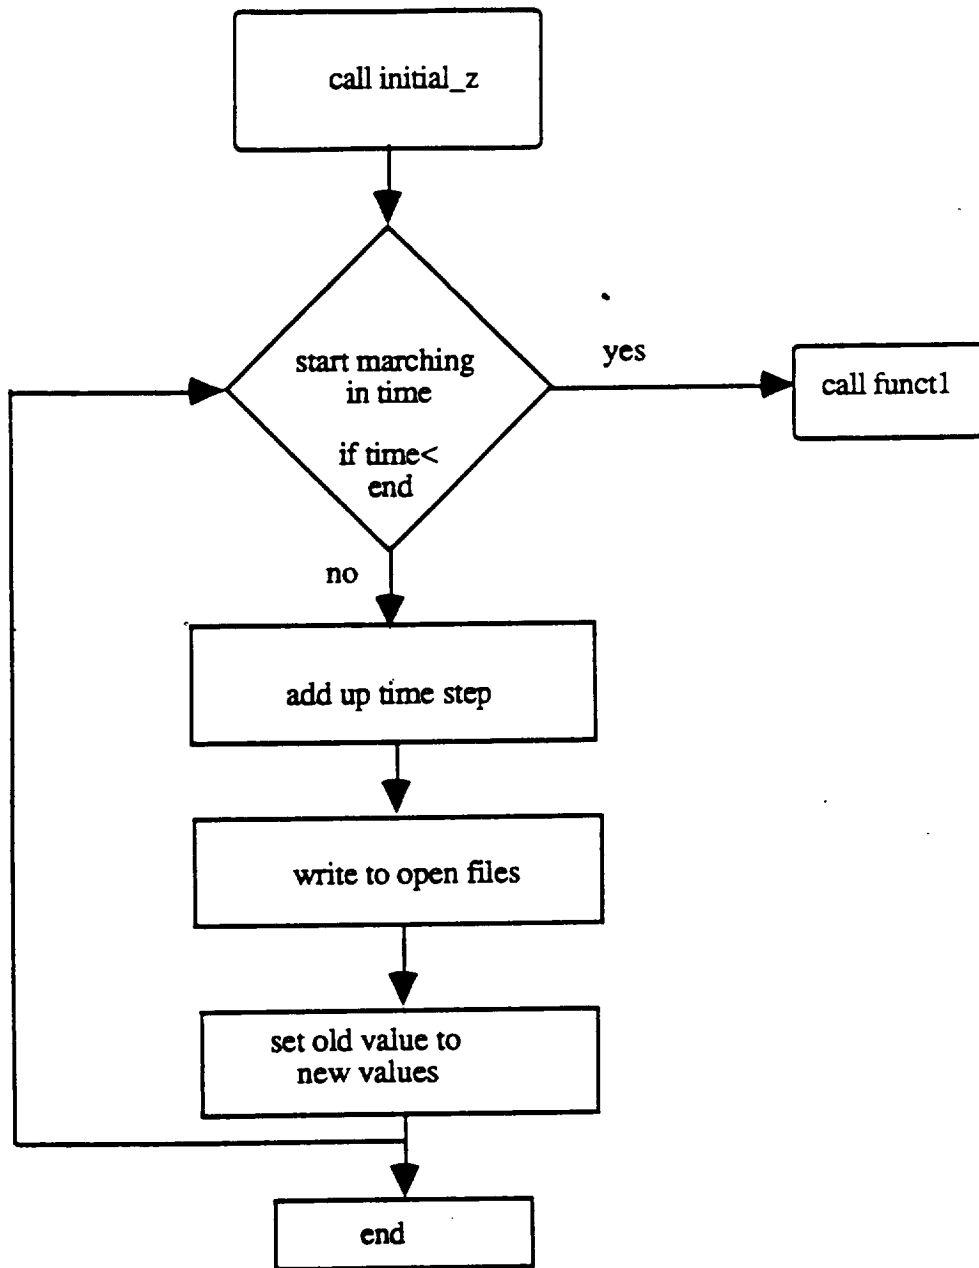 call initial_z
start marching
in time
if time<
end
yes
call funct1
no
add up time step
write to open files
set old value to
new values
end